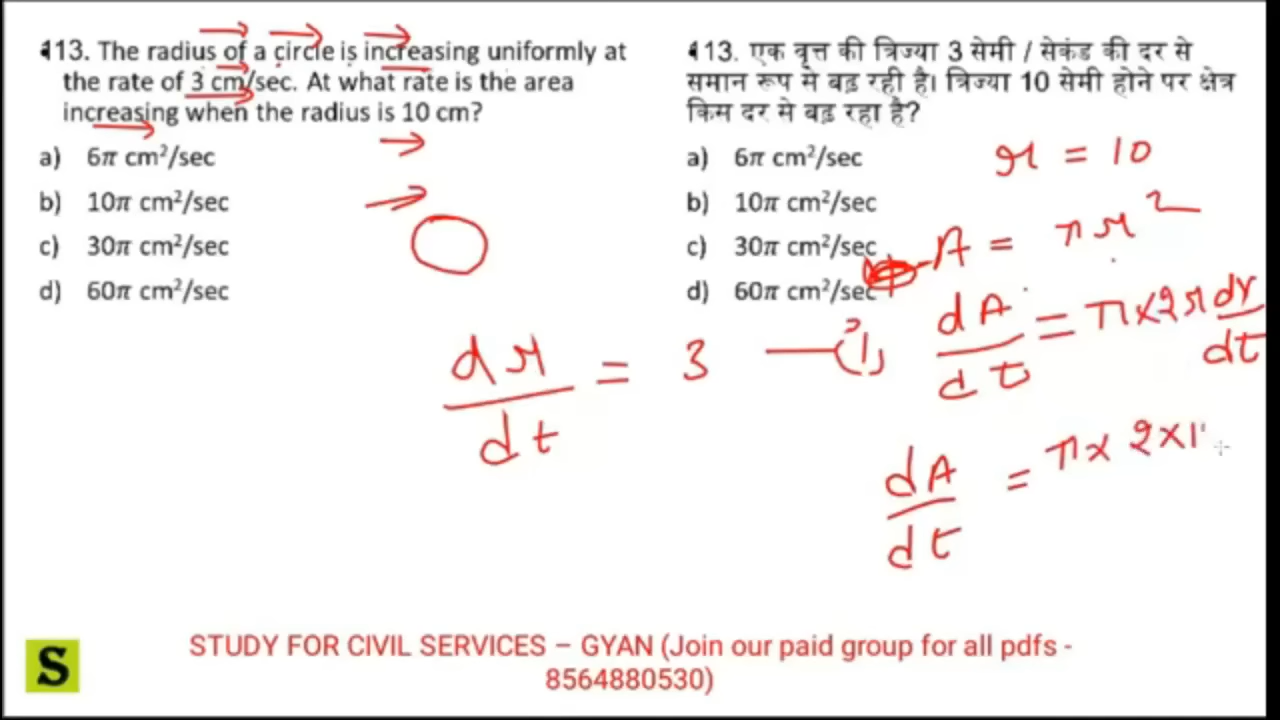 113. The radius of a circle is increasing uniformly at
the rate of 3 cm/sec. At what rate is the area
increasing when the radius is 10 cm?
a) 6π cm²/sec
b) 10π cm²/sec
c) 30π cm²/sec
d) 60π cm²/sec
113. एक वृत्त की त्रिज्या 3 सेमी / सेकंड की दर से
समान रूप से बढ़ रही है। त्रिज्या 10 सेमी होने पर क्षेत्र
किस दर से बढ़ रहा है?
a) 6π cm²/sec
b) 10π cm²/sec
c) 30π cm²/sec
d) 60π cm²/sec
r = 10
A = πr²
dA/dt = π×2r dr/dt
dr/dt = 3 —(1)
dA/dt = π×2×1
S
STUDY FOR CIVIL SERVICES – GYAN (Join our paid group for all pdfs -
8564880530)